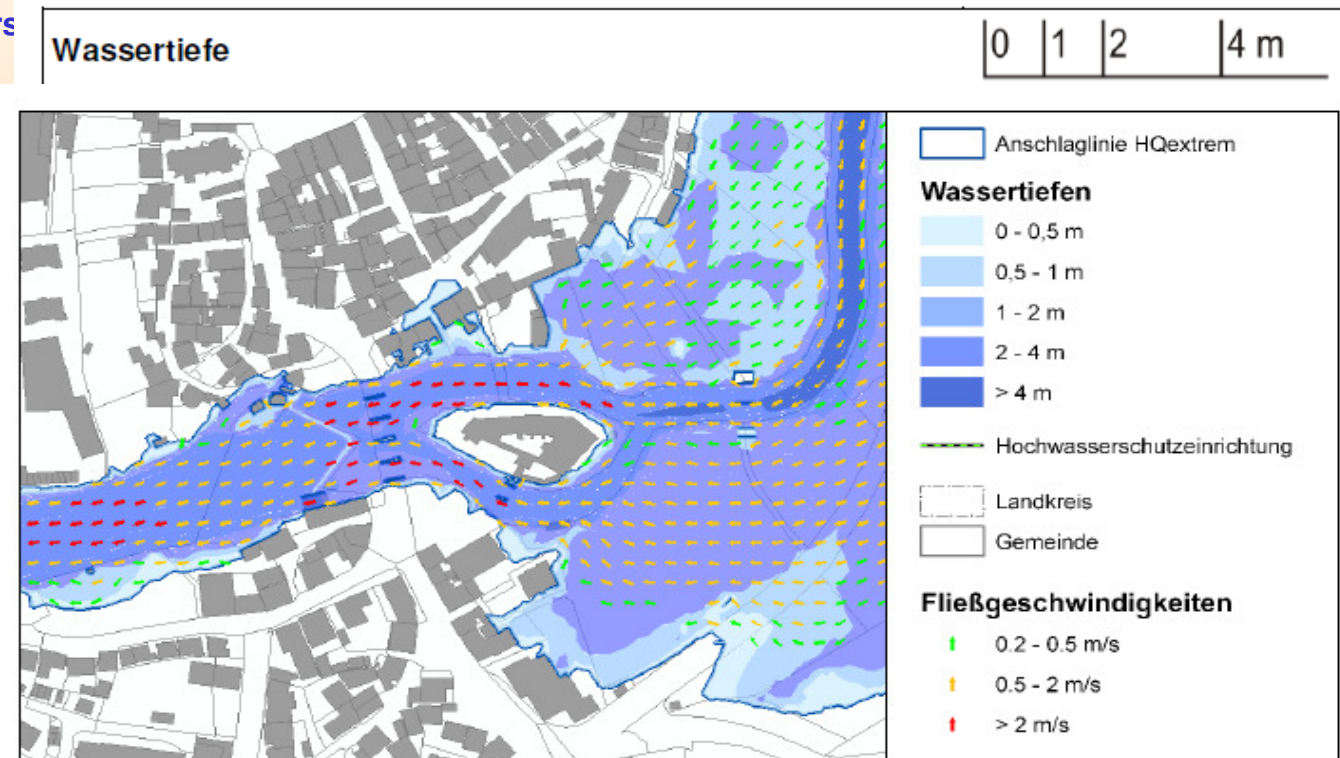 Wassertiefe
0 1 2 4 m
Anschlaglinie HQextrem
Wassertiefen
0 - 0,5 m
0,5 - 1 m
1 - 2 m
2 - 4 m
> 4 m
Hochwasserschutzeinrichtung
Landkreis
Gemeinde
Fließgeschwindigkeiten
0.2 - 0.5 m/s
0.5 - 2 m/s
> 2 m/s